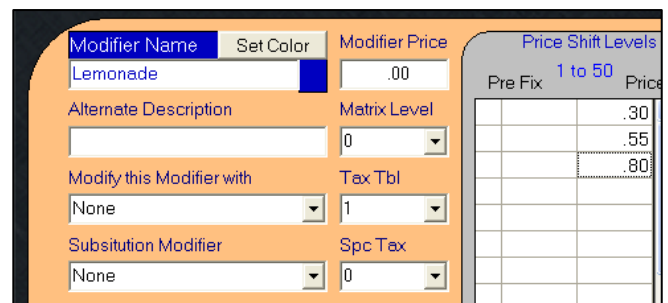 Modifier Name Set Color Modifier Price Price Shift Levels
Lemonade .00 1 to 50
Pre Fix Price
Alternate Description Matrix Level .30
0 .55
.80
Modify this Modifier with Tax Tbl
None 1
Subsitution Modifier Spc Tax
None 0